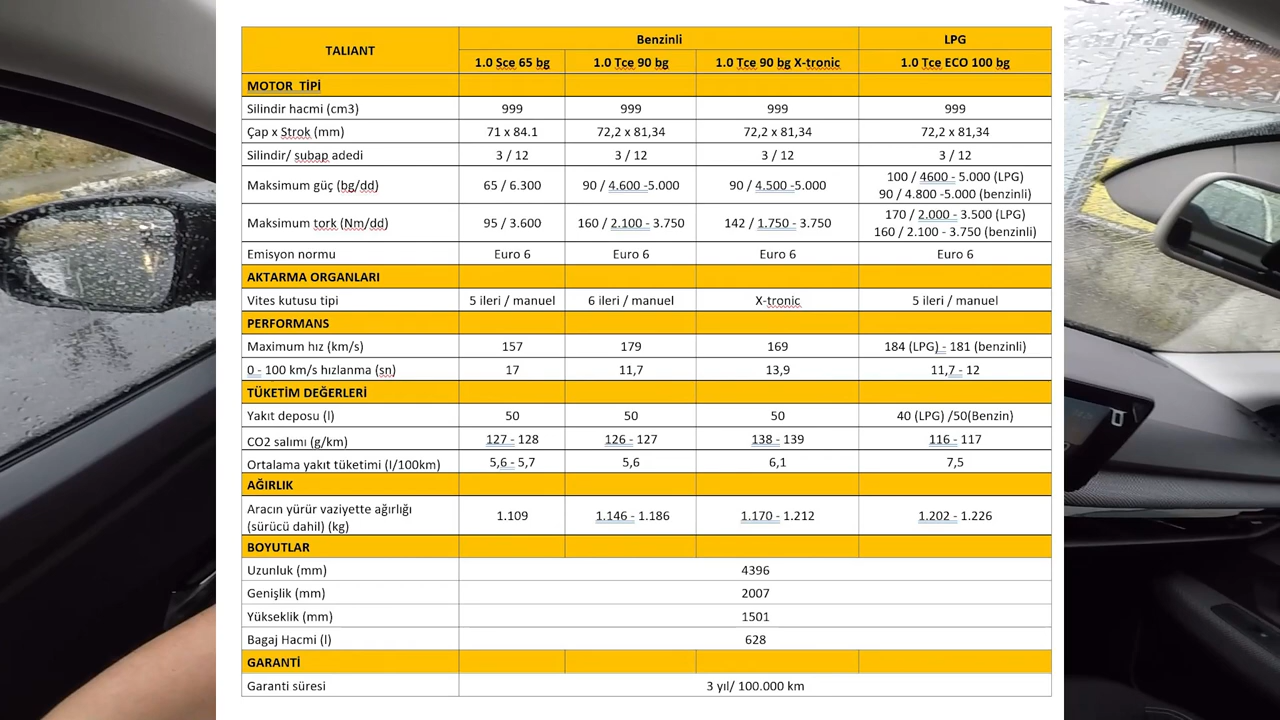 TALIANT Benzinli LPG
1.0 Sce 65 bg 1.0 Tce 90 bg 1.0 Tce 90 bg X-tronic 1.0 Tce ECO 100 bg
MOTOR TİPİ
Silindir hacmi (cm3) 999 999 999 999
Çap x Strok (mm) 71 x 84.1 72,2 x 81,34 72,2 x 81,34 72,2 x 81,34
Silindir/ subap adedi 3 / 12 3 / 12 3 / 12 3 / 12
Maksimum güç (bg/dd) 65 / 6.300 90 / 4.600 -5.000 90 / 4.500 -5.000 100 / 4600 - 5.000 (LPG)
90 / 4.800 -5.000 (benzinli)
Maksimum tork (Nm/dd) 95 / 3.600 160 / 2.100 - 3.750 142 / 1.750 - 3.750 170 / 2.000 - 3.500 (LPG)
160 / 2.100 - 3.750 (benzinli)
Emisyon normu Euro 6 Euro 6 Euro 6 Euro 6
AKTARMA ORGANLARI
Vites kutusu tipi 5 ileri / manuel 6 ileri / manuel X-tronic 5 ileri / manuel
PERFORMANS
Maximum hız (km/s) 157 179 169 184 (LPG) - 181 (benzinli)
0 - 100 km/s hızlanma (sn) 17 11,7 13,9 11,7 - 12
TÜKETİM DEĞERLERİ
Yakıt deposu (l) 50 50 50 40 (LPG) /50(Benzin)
CO2 salımı (g/km) 127 - 128 126 - 127 138 - 139 116 - 117
Ortalama yakıt tüketimi (l/100km) 5,6 - 5,7 5,6 6,1 7,5
AĞIRLIK
Aracın yürür vaziyette ağırlığı
(sürücü dahil) (kg) 1.109 1.146 - 1.186 1.170 - 1.212 1.202 - 1.226
BOYUTLAR
Uzunluk (mm) 4396
Genişlik (mm) 2007
Yükseklik (mm) 1501
Bagaj Hacmi (l) 628
GARANTİ
Garanti süresi 3 yıl/ 100.000 km